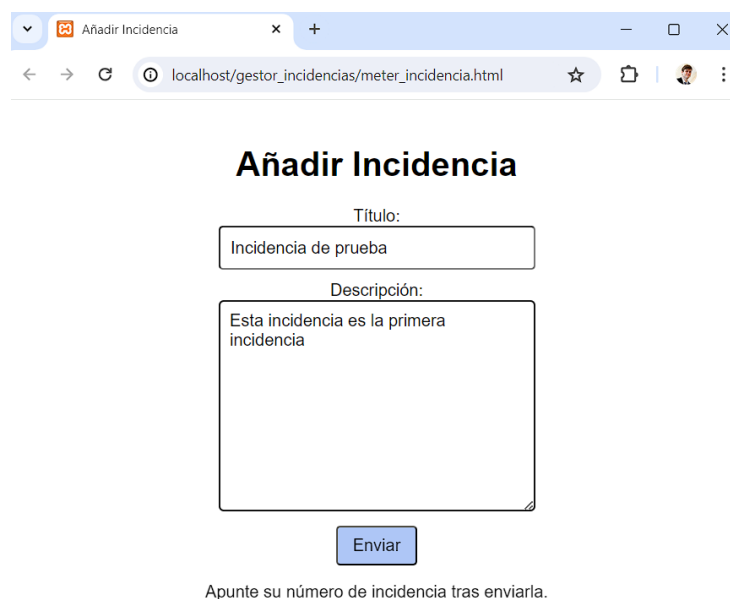 Añadir Incidencia
localhost/gestor_incidencias/meter_incidencia.html
Añadir Incidencia
Título:
Incidencia de prueba
Descripción:
Esta incidencia es la primera
incidencia
Enviar
Apunte su número de incidencia tras enviarla.